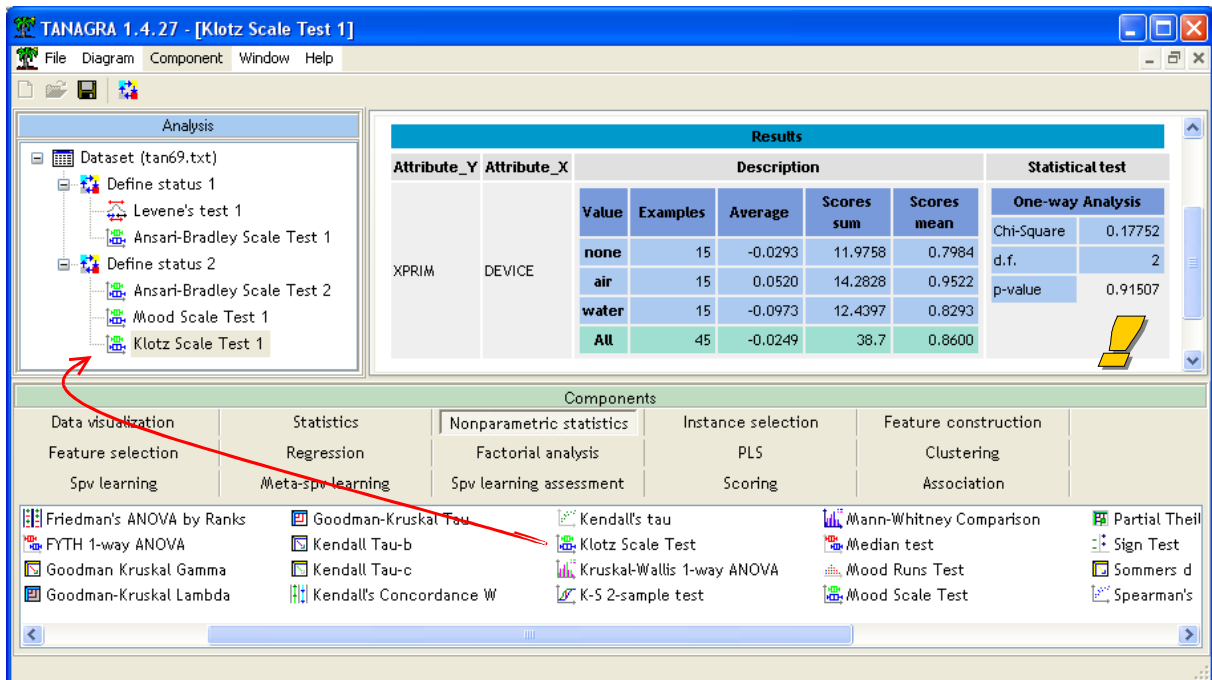 TANAGRA 1.4.27 - [Klotz Scale Test 1]
File Diagram Component Window Help
Analysis
Dataset (tan69.txt)
Define status 1
Levene's test 1
Ansari-Bradley Scale Test 1
Define status 2
Ansari-Bradley Scale Test 2
Mood Scale Test 1
Klotz Scale Test 1
Results
Attribute_Y Attribute_X Description Statistical test
Value Examples Average Scores sum Scores mean
none 15 -0.0293 11.9758 0.7984
air 15 0.0520 14.2828 0.9522
water 15 -0.0973 12.4397 0.8293
All 45 -0.0249 38.7 0.8600
XPRIM DEVICE
One-way Analysis
Chi-Square 0.17752
d.f. 2
p-value 0.91507
Components
Data visualization Statistics Nonparametric statistics Instance selection Feature construction
Feature selection Regression Factorial analysis PLS Clustering
Spv learning Meta-spv learning Spv learning assessment Scoring Association
Friedman's ANOVA by Ranks Goodman-Kruskal Tau Kendall's tau Mann-Whitney Comparison Partial Theil
FYTH 1-way ANOVA Kendall Tau-b Klotz Scale Test Median test Sign Test
Goodman Kruskal Gamma Kendall Tau-c Kruskal-Wallis 1-way ANOVA Mood Runs Test Sommers d
Goodman-Kruskal Lambda Kendall's Concordance W K-S 2-sample test Mood Scale Test Spearman's